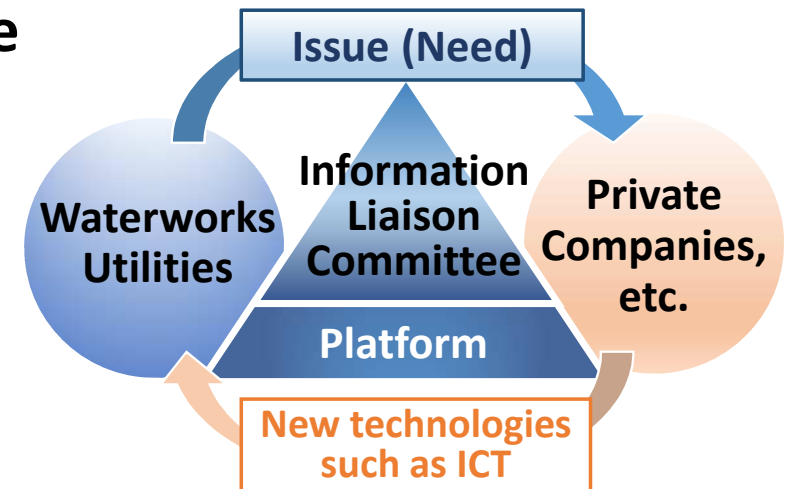 e
Issue (Need)
Information
Liaison
Committee
Waterworks
Utilities
Private
Companies,
etc.
Platform
New technologies
such as ICT